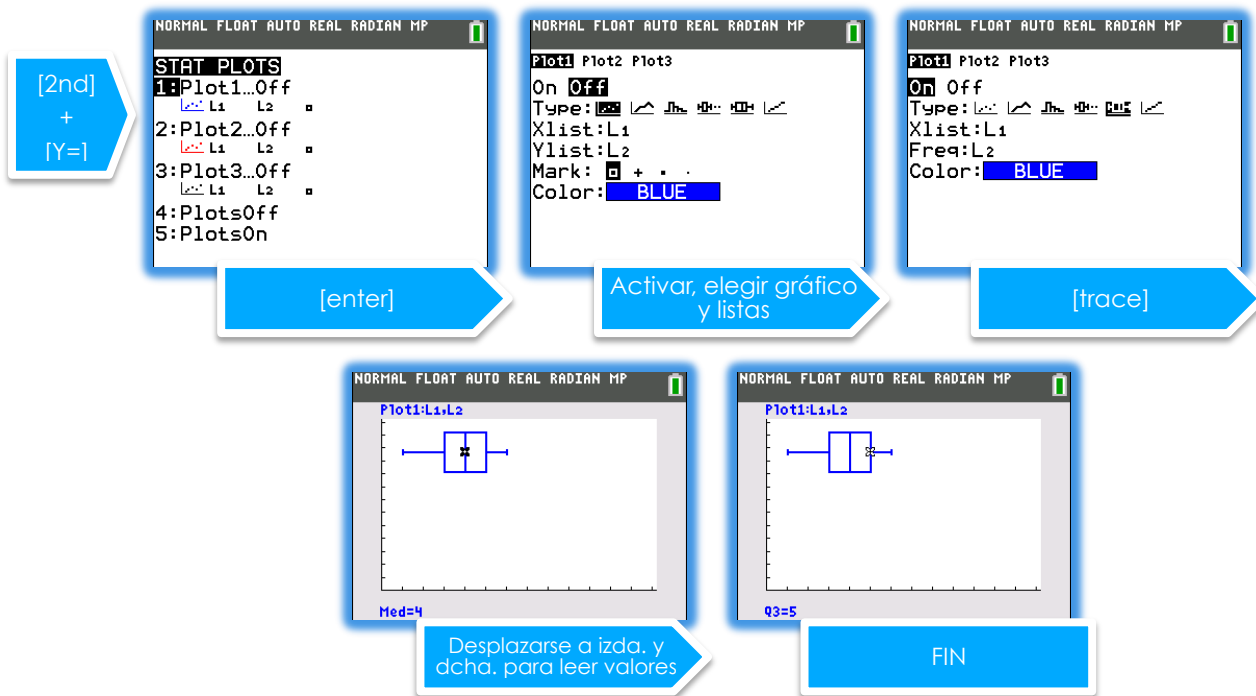 [2nd]
+
[Y=]
NORMAL FLOAT AUTO REAL RADIAN MP
STAT PLOTS
1:Plot1...Off
L1 L2
2:Plot2...Off
L1 L2
3:Plot3...Off
L1 L2
4:PlotsOff
5:PlotsOn
[enter]
NORMAL FLOAT AUTO REAL RADIAN MP
Plot1 Plot2 Plot3
On Off
Type:
Xlist:L1
Ylist:L2
Mark: + . .
Color: BLUE
Activar, elegir gráfico
y listas
NORMAL FLOAT AUTO REAL RADIAN MP
Plot1 Plot2 Plot3
On Off
Type:
Xlist:L1
Freq:L2
Color: BLUE
[trace]
NORMAL FLOAT AUTO REAL RADIAN MP
Plot1:L1,L2
Med=4
Desplazarse a izda. y
dcha. para leer valores
NORMAL FLOAT AUTO REAL RADIAN MP
Plot1:L1,L2
Q3=5
FIN